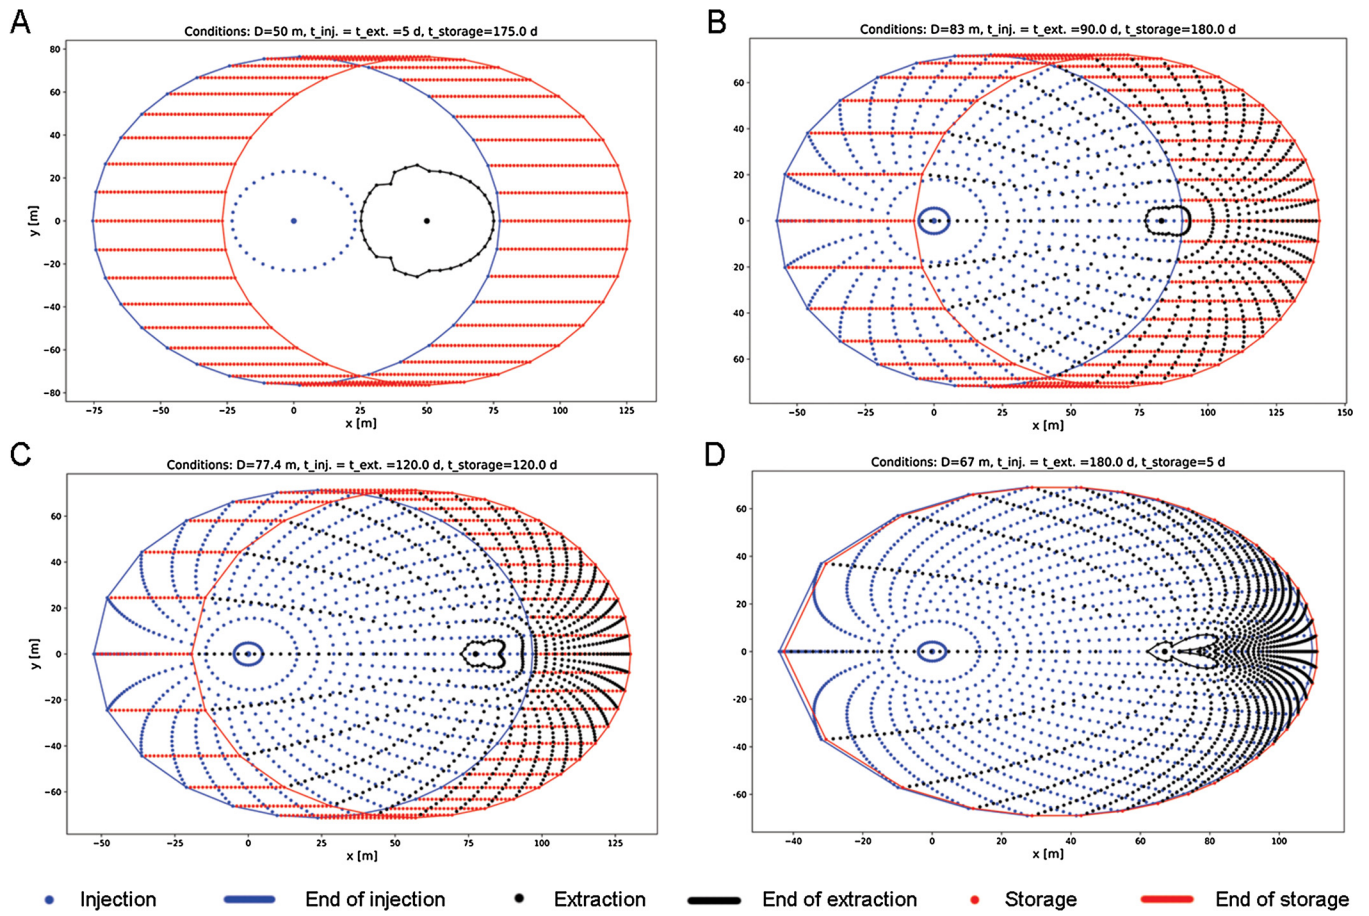 A
Conditions: D=50 m, t_inj. = t_ext. =5 d, t_storage=175.0 d
80
60
40
20
0
−20
−40
−60
−80
y [m]
−75 −50 −25 0 25 50 75 100 125
x [m]
B
Conditions: D=83 m, t_inj. = t_ext. =90.0 d, t_storage=180.0 d
60
40
20
0
20
40
60
−50 −25 0 25 50 75 100 125 150
x [m]
C
Conditions: D=77.4 m, t_inj. = t_ext. =120.0 d, t_storage=120.0 d
60
40
20
0
−20
−40
−60
y [m]
−50 −25 0 25 50 75 100 125
x [m]
D
Conditions: D=67 m, t_inj. = t_ext. =180.0 d, t_storage=5 d
60
40
20
0
−20
−40
−60
−40 −20 0 20 40 60 80 100
x [m]
Injection End of injection Extraction End of extraction Storage End of storage